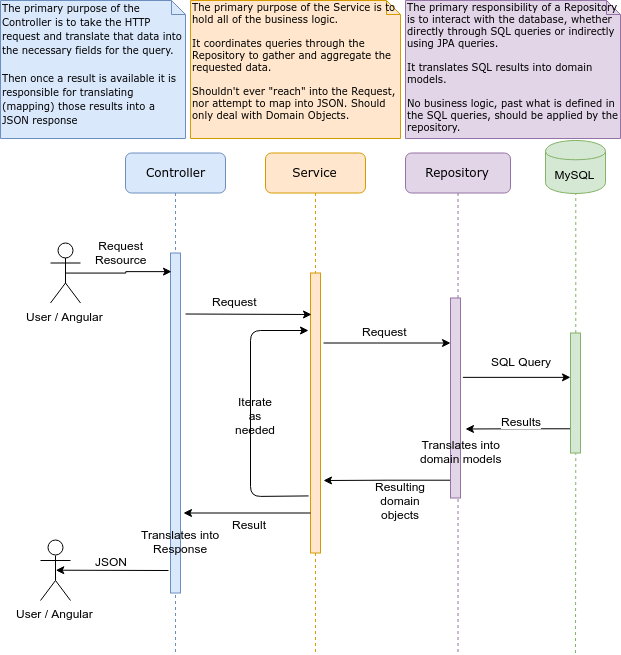 The primary purpose of the
Controller is to take the HTTP
request and translate that data into
the necessary fields for the query.
Then once a result is available it is
responsible for translating
(mapping) those results into a
JSON response
The primary purpose of the Service is to
hold all of the business logic.
It coordinates queries through the
Repository to gather and aggregate the
requested data.
Shouldn't ever "reach" into the Request,
nor attempt to map into JSON. Should
only deal with Domain Objects.
The primary responsibility of a Repository
is to interact with the database, whether
directly through SQL queries or indirectly
using JPA queries.
It translates SQL results into domain
models.
No business logic, past what is defined in
the SQL queries, should be applied by the
repository.
Controller
Service
Repository
MySQL
Request
Resource
User / Angular
Request
Request
SQL Query
Iterate
as
needed
Results
Translates into
domain models
Resulting
domain
objects
Result
Translates into
Response
JSON
User / Angular